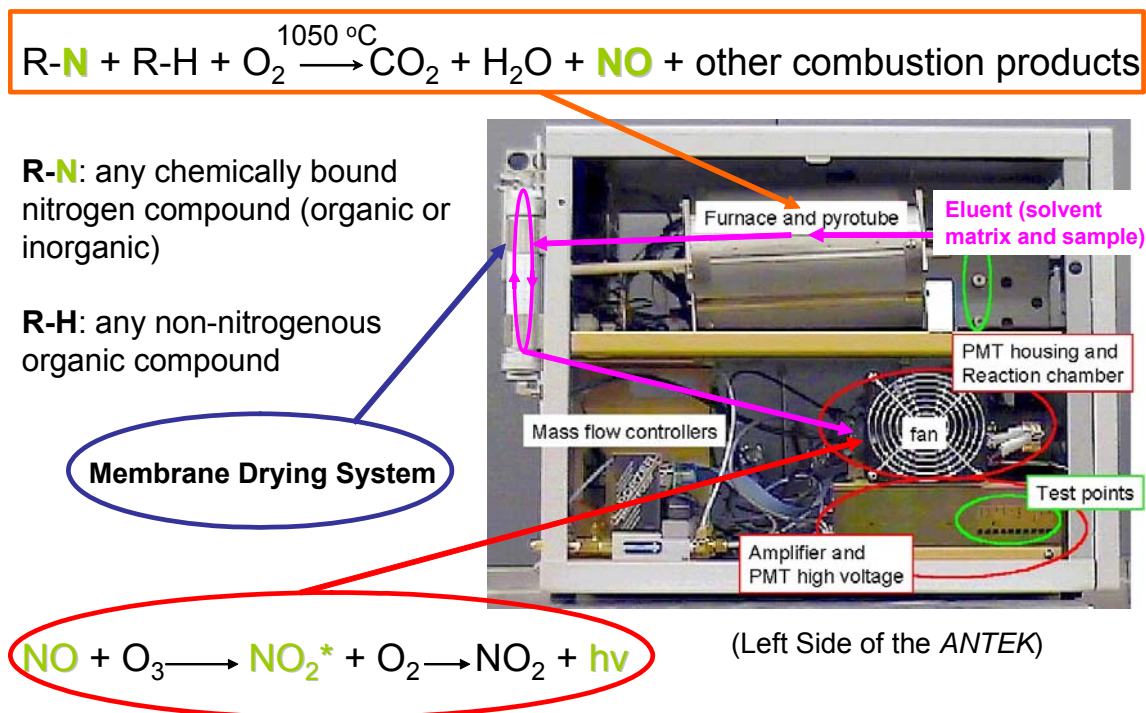 R-N + R-H + O₂ —1050 ºC→ CO₂ + H₂O + NO + other combustion products
R-N: any chemically bound
nitrogen compound (organic or
inorganic)
R-H: any non-nitrogenous
organic compound
Membrane Drying System
Furnace and pyrotube
Eluent (solvent
matrix and sample)
PMT housing and
Reaction chamber
Mass flow controllers
fan
Test points
Amplifier and
PMT high voltage
NO + O₃ → NO₂* + O₂ → NO₂ + hv
(Left Side of the ANTEK)